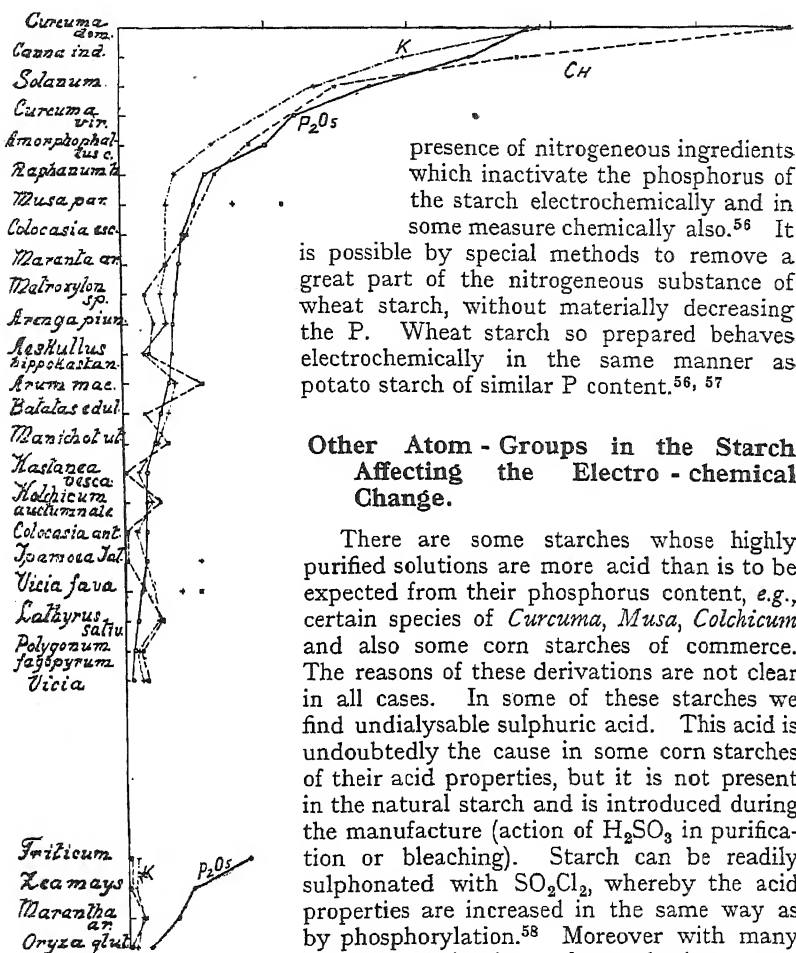 Curcuma
dom.
Canna ind.
Solanum.
Curcuma
vir.
Amorphophal-
lus c.
Raphanum h.
Musa par.
Colocasia esc.
Maranta ar.
Matroxylon
sp.
Arenga pium.
Aeskullus
hippokastan.
Arum mac.
Batatas edul.
Manichot ut.
Kastanea
vesca.
Kolchicum
auctumnale
Colocasia ant.
Ipamoea Jal.
Vicia fava
Lathyrus
sativ.
Polygonum
fagopyrum
Vicia
Triticum
Zea mays
Marantha
ar.
Oryza glut.
K
CH
P₂O₅
K
P₂O₅
presence of nitrogeneous ingredients
which inactivate the phosphorus of
the starch electrochemically and in
some measure chemically also.⁵⁶ It
is possible by special methods to remove a
great part of the nitrogeneous substance of
wheat starch, without materially decreasing
the P. Wheat starch so prepared behaves
electrochemically in the same manner as
potato starch of similar P content.⁵⁶, ⁵⁷
Other Atom-Groups in the Starch
Affecting the Electro-chemical
Change.
There are some starches whose highly
purified solutions are more acid than is to be
expected from their phosphorus content, e.g.,
certain species of Curcuma, Musa, Colchicum
and also some corn starches of commerce.
The reasons of these derivations are not clear
in all cases. In some of these starches we
find undialysable sulphuric acid. This acid is
undoubtedly the cause in some corn starches
of their acid properties, but it is not present
in the natural starch and is introduced during
the manufacture (action of H₂SO₃ in purifica-
tion or bleaching). Starch can be readily
sulphonated with SO₂Cl₂, whereby the acid
properties are increased in the same way as
by phosphorylation.⁵⁸ Moreover with many